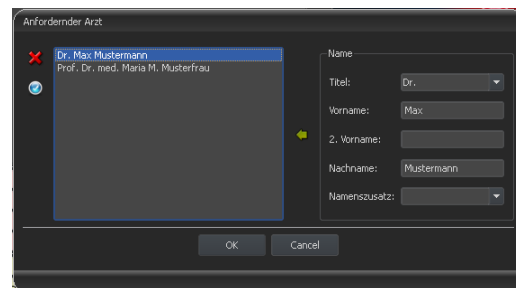 Anfordernder Arzt
Dr. Max Mustermann
Prof. Dr. med. Maria M. Musterfrau
Name
Titel: Dr.
Vorname: Max
2. Vorname:
Nachname: Mustermann
Namenszusatz:
OK Cancel